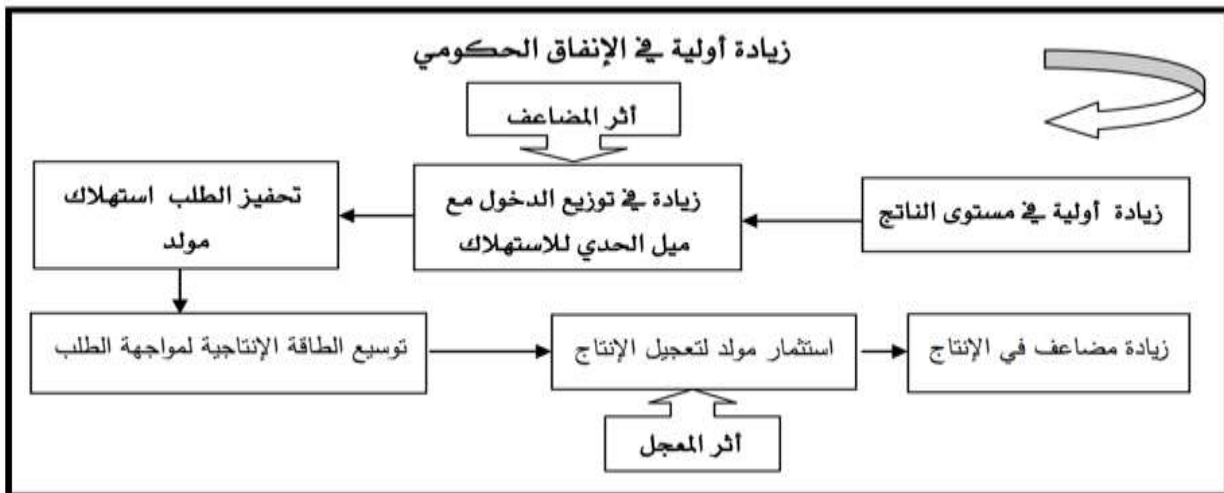 زيادة أولية في الإنفاق الحكومي
أثر المضاعف
زيادة أولية في مستوى الناتج
زيادة في توزيع الدخول مع
ميل الحدي للاستهلاك
تحفيز الطلب استهلاك
مولد
توسيع الطاقة الإنتاجية لمواجهة الطلب
استثمار مولد لتعجيل الإنتاج
زيادة مضاعف في الإنتاج
أثر المعجل